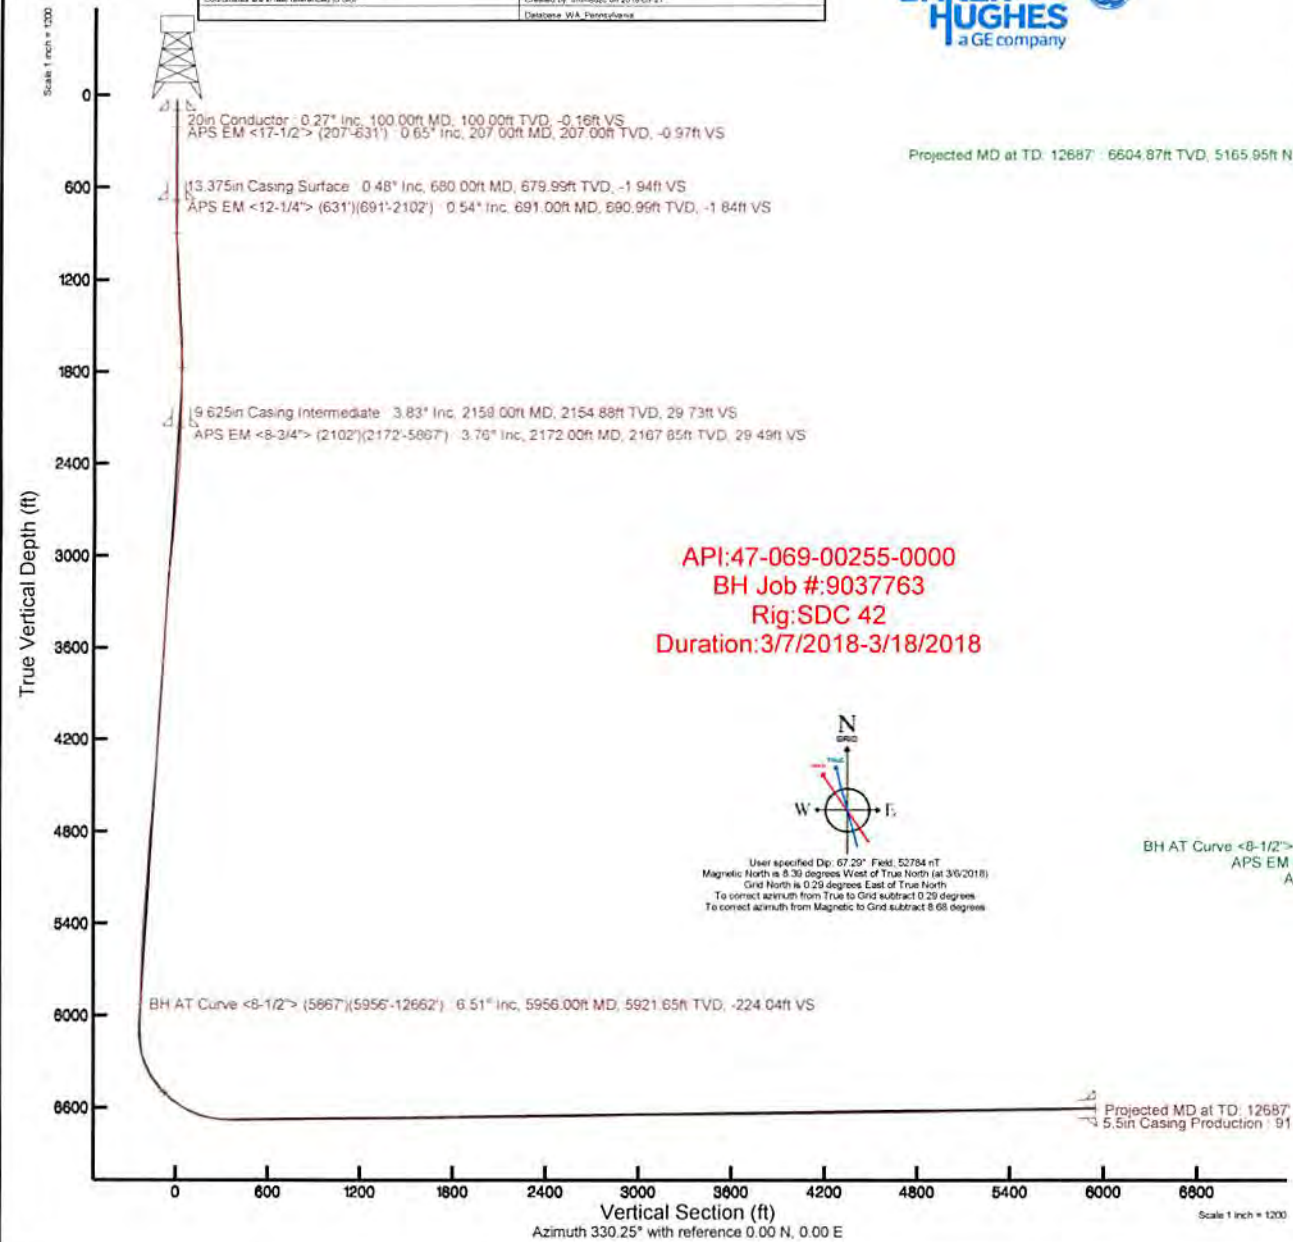 Database: WA_Pennsylvania
HUGHES
a GE company
Scale 1 inch = 1200
0
20in Conductor : 0.27° Inc, 100.00ft MD, 100.00ft TVD, -0.16ft VS
APS EM <17-1/2"> (207'-631') : 0.65° Inc, 207.00ft MD, 207.00ft TVD, -0.97ft VS
Projected MD at TD: 12687' : 6604.87ft TVD, 5165.95ft N
600
13.375in Casing Surface : 0.48° Inc, 680.00ft MD, 679.99ft TVD, -1.94ft VS
APS EM <12-1/4"> (631')(691'-2102') : 0.54° Inc, 691.00ft MD, 690.99ft TVD, -1.84ft VS
1200
1800
9.625in Casing Intermediate : 3.83° Inc, 2159.00ft MD, 2154.88ft TVD, 29.73ft VS
APS EM <8-3/4"> (2102')(2172'-5867') : 3.76° Inc, 2172.00ft MD, 2167.85ft TVD, 29.49ft VS
2400
True Vertical Depth (ft)
3000
API:47-069-00255-0000
BH Job #:9037763
Rig:SDC 42
Duration:3/7/2018-3/18/2018
3600
4200
N
GRID
TRUE
W
E
4800
User specified Dip: 67.29° Field: 52784 nT
Magnetic North is 8.39 degrees West of True North (at 3/6/2018)
Grid North is 0.29 degrees East of True North
To correct azimuth from True to Grid subtract 0.29 degrees
To correct azimuth from Magnetic to Grid subtract 8.68 degrees
BH AT Curve <8-1/2">
APS EM
A
5400
BH AT Curve <8-1/2"> (5867')(5956'-12662') : 6.51° Inc, 5956.00ft MD, 5921.65ft TVD, -224.04ft VS
6000
6600
Projected MD at TD: 12687'
5.5in Casing Production : 91
0 600 1200 1800 2400 3000 3600 4200 4800 5400 6000 6600
Vertical Section (ft)
Scale 1 inch = 1200
Azimuth 330.25° with reference 0.00 N, 0.00 E